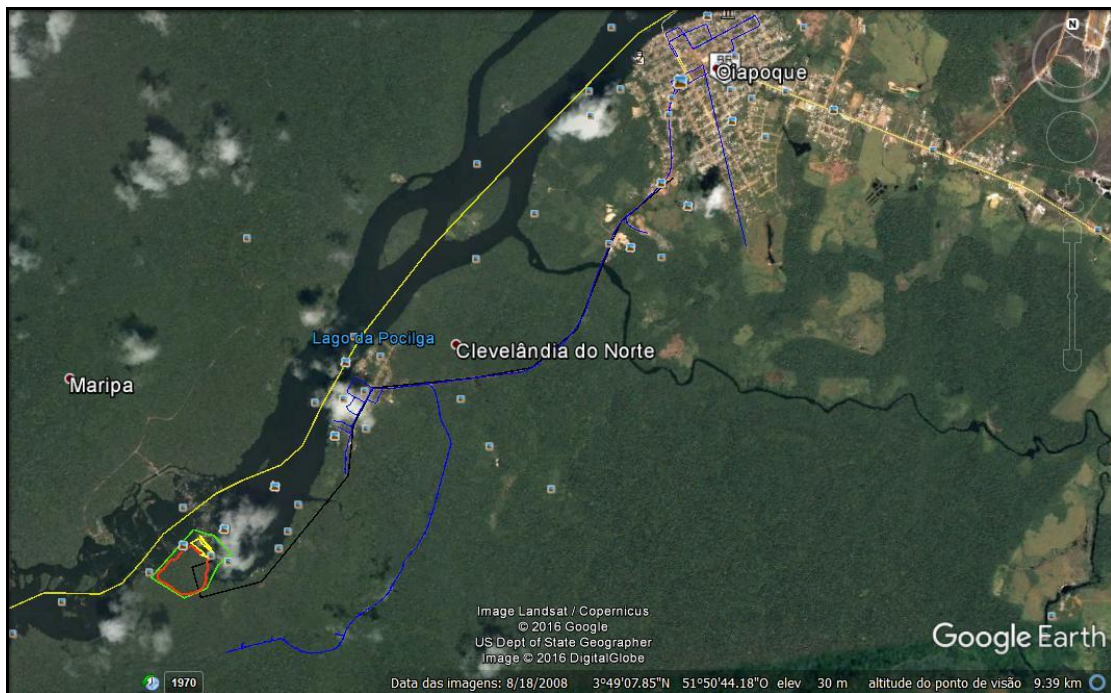 Oiapoque
N
Lago da Pocilga
Clevelândia do Norte
Maripa
Image Landsat / Copernicus
© 2016 Google
US Dept of State Geographer
Image © 2016 DigitalGlobe
Google Earth
1970
Data das imagens: 8/18/2008 3°49'07.85"N 51°50'44.18"O elev 30 m altitude do ponto de visão 9.39 km